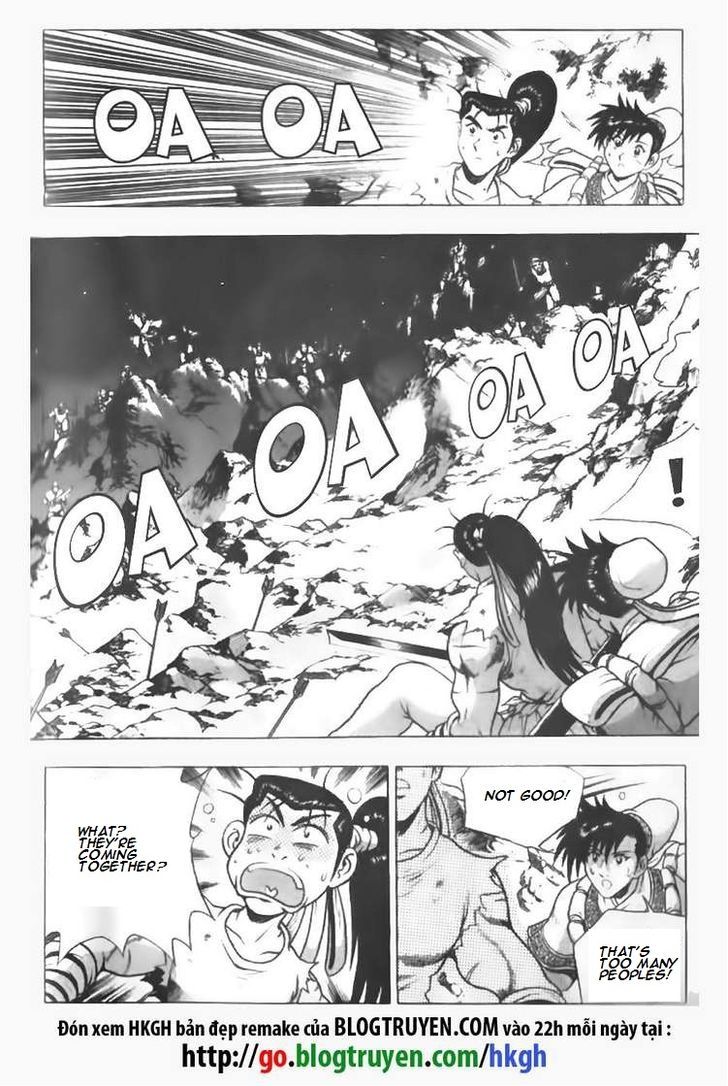 OA OA
OA OA OA OA
!
WHAT?
THEY'RE
COMING
TOGETHER?
NOT GOOD!
THAT'S
TOO MANY
PEOPLES!
Đón xem HKGH bản đẹp remake của BLOGTRUYEN.COM vào 22h mỗi ngày tại :
http://go.blogtruyen.com/hkgh